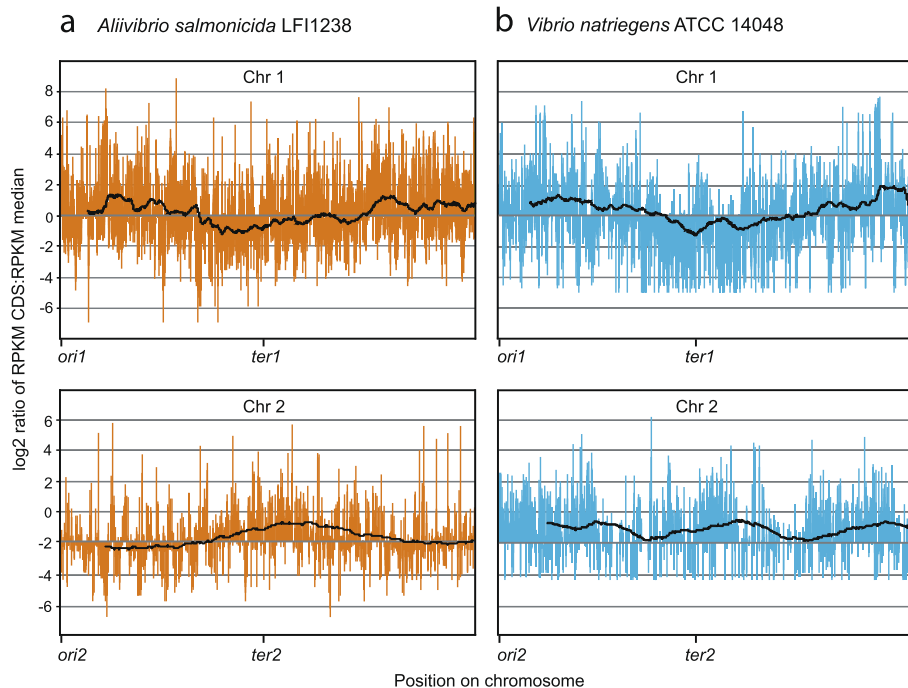 a Aliivibrio salmonicida LFI1238
b Vibrio natriegens ATCC 14048
log2 ratio of RPKM CDS:RPKM median
Chr 1
8
6
4
2
0
-2
-4
-6
ori1 ter1
Chr 1
ori1 ter1
Chr 2
6
4
2
0
-2
-4
-6
ori2 ter2
Chr 2
ori2 ter2
Position on chromosome